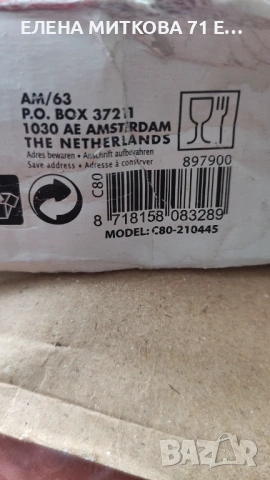 ЕЛЕНА МИТКОВА 71 Е...
AM/63
P.O. BOX 37211
1030 AE AMSTERDAM
THE NETHERLANDS
Adres bewaren • Anschrift aufbewahren
Save address • Adresse à conserver
897900
C80
8 718158 083289
MODEL: C80-210445
BAZAR